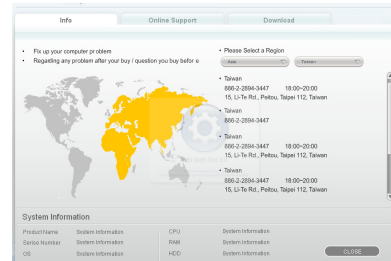 Info
Online Support
Download
• Fix up your computer problem
• Regarding any problem after your buy / question you buy befor e
• Please Select a Region
Asia
Taiwan
• Taiwan
886-2-2894-3447 18:00~20:00
15, Li-Te Rd., Peitou, Taipei 112, Taiwan
• Taiwan
886-2-2894-3447
• Taiwan
886-2-2894-3447 18:00~20:00
15, Li-Te Rd., Peitou, Taipei 112, Taiwan
• Taiwan
886-2-2894-3447 18:00~20:00
15, Li-Te Rd., Peitou, Taipei 112, Taiwan
System Information
Product Name System Information CPU System Information
Series Number System Information RAM System Information
OS System Information HDD System Information
CLOSE